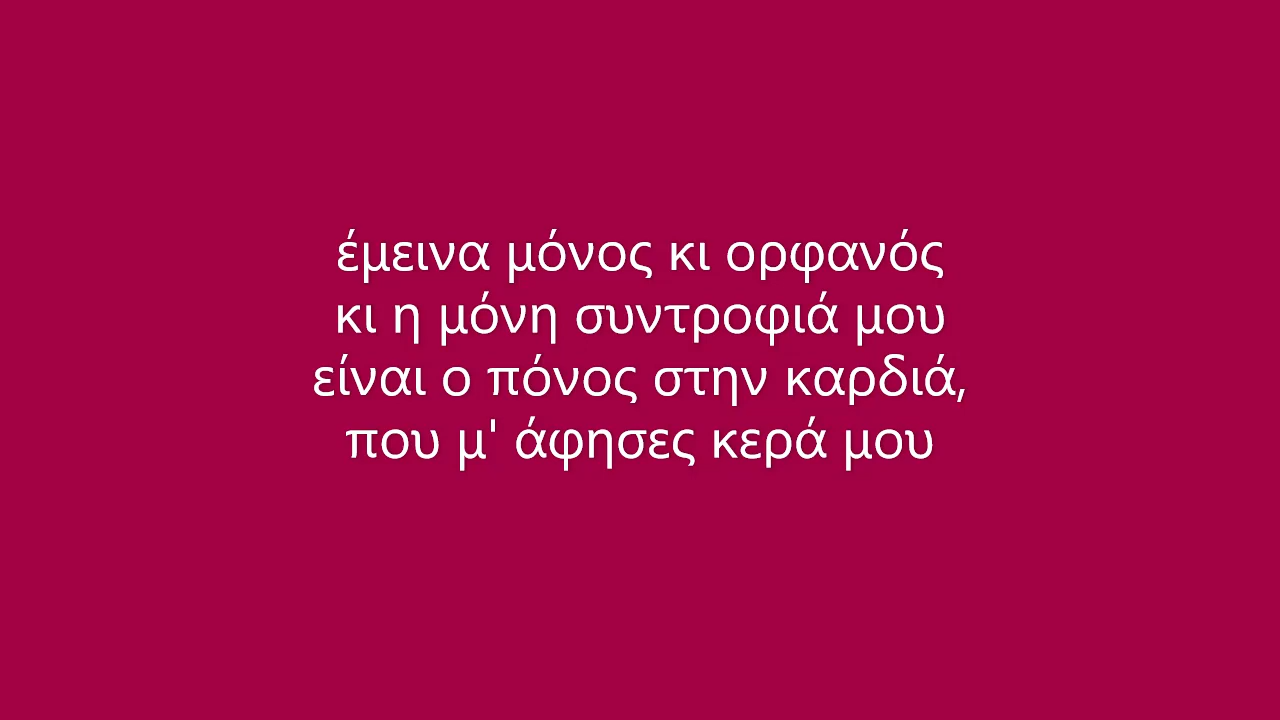 έμεινα μόνος κι ορφανός
κι η μόνη συντροφιά μου
είναι ο πόνος στην καρδιά,
που μ' άφησες κερά μου